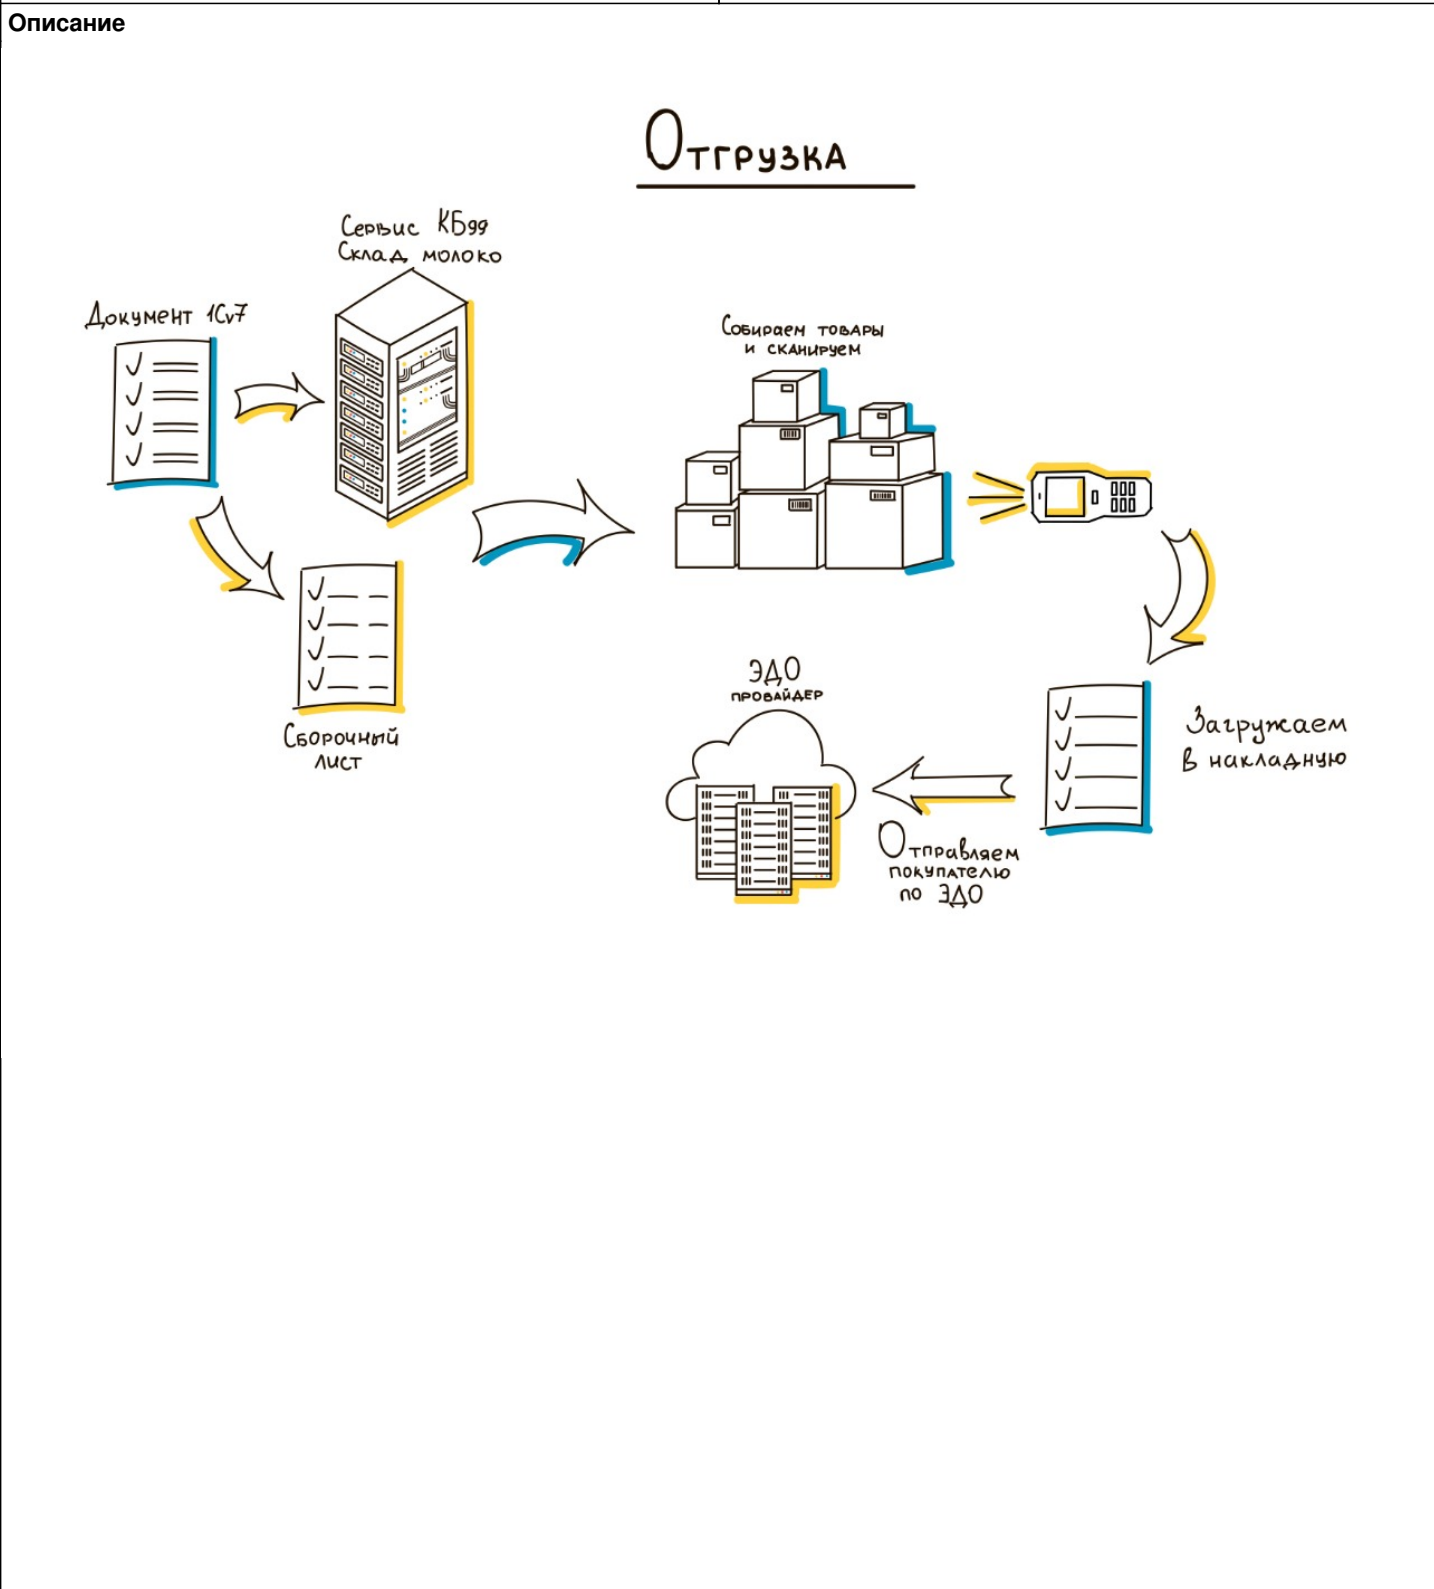 Описание
Отгрузка
Сервис КБ99
Склад молоко
Документ 1Cv7
Собираем товары
и сканируем
Сборочный
лист
Загружаем
в накладную
ЭДО
провайдер
Отправляем
покупателю
по ЭДО